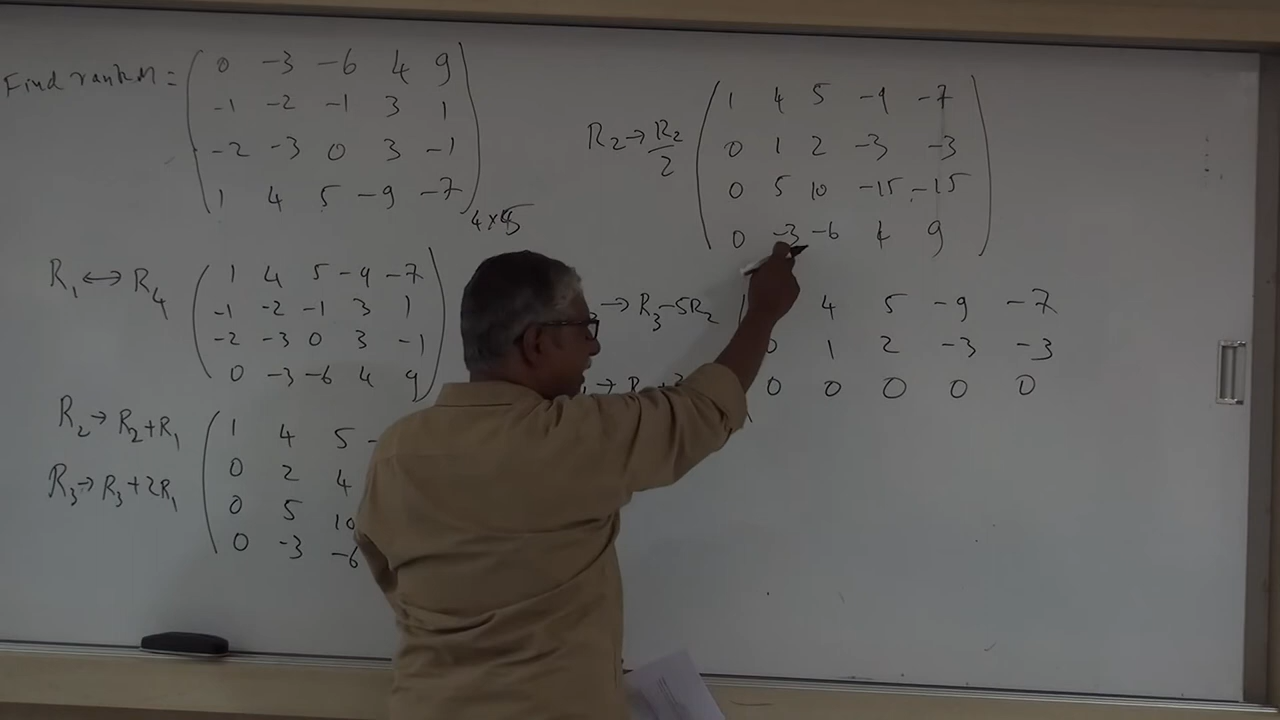 Find rank M = 0 -3 -6 4 9
-1 -2 -1 3 1
-2 -3 0 3 -1
1 4 5 -9 -7
4×5
R1 ↔ R4 1 4 5 -9 -7
-1 -2 -1 3 1
-2 -3 0 3 -1
0 -3 -6 4 9
R2 → R2+R1 1 4 5
0 2 4
R3 → R3+2R1 0 5 10
0 -3 -6
R2 → R2/2 1 4 5 -9 -7
0 1 2 -3 -3
0 5 10 -15 -15
0 -3 -6 4 9
→ R3-5R2 1 4 5 -9 -7
0 1 2 -3 -3
0 0 0 0 0